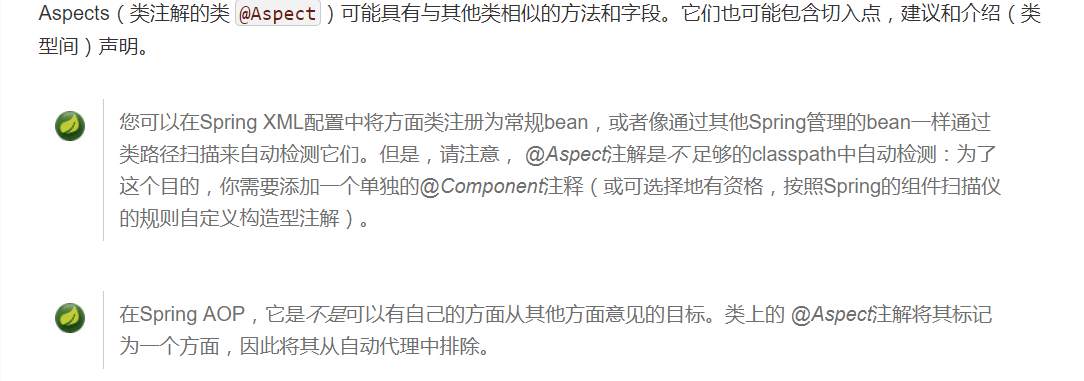 Aspects（类注解的类 @Aspect ）可能具有与其他类相似的方法和字段。它们也可能包含切入点，建议和介绍（类
型间）声明。
您可以在Spring XML配置中将方面类注册为常规bean，或者像通过其他Spring管理的bean一样通过
类路径扫描来自动检测它们。但是，请注意， @Aspect注解是不足够的classpath中自动检测：为了
这个目的，你需要添加一个单独的@Component注释（或可选择地有资格，按照Spring的组件扫描仪
的规则自定义构造型注解）。
在Spring AOP，它是不是可以有自己的方面从其他方面意见的目标。类上的 @Aspect注解将其标记
为一个方面，因此将其从自动代理中排除。